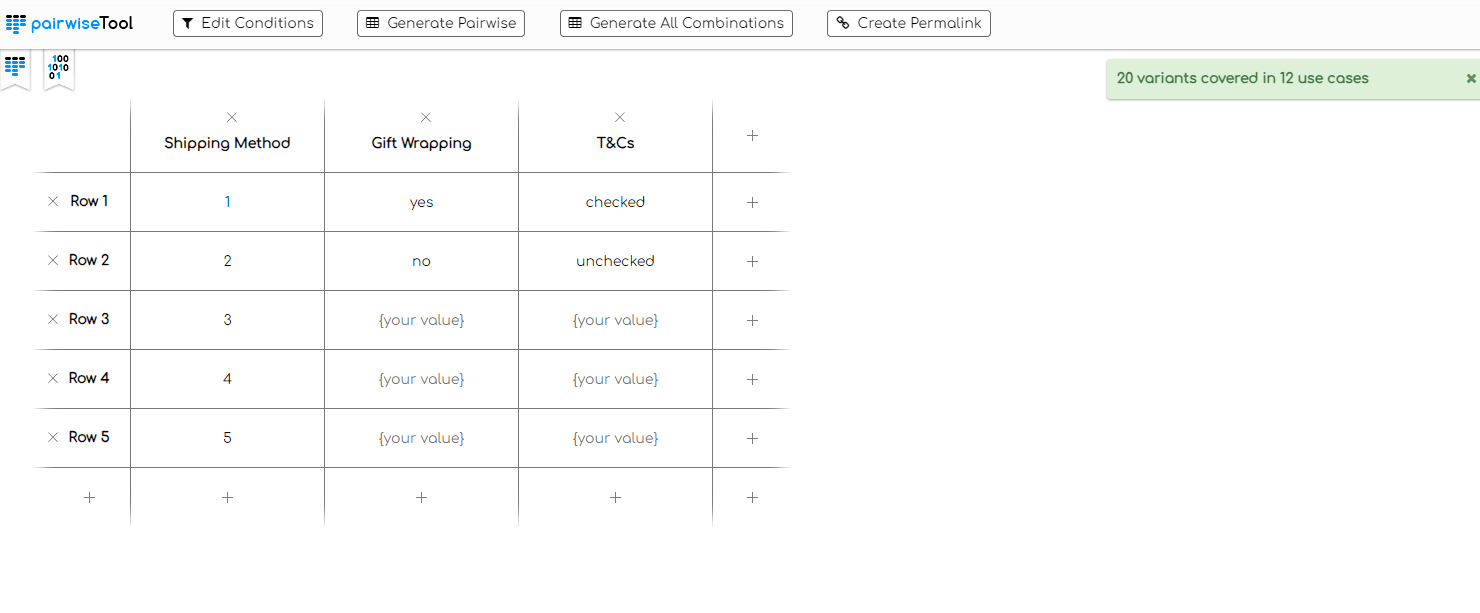 pairwiseTool Edit Conditions Generate Pairwise Generate All Combinations Create Permalink
100
1010
01
20 variants covered in 12 use cases
Shipping Method Gift Wrapping T&Cs
Row 1 1 yes checked
Row 2 2 no unchecked
Row 3 3 {your value} {your value}
Row 4 4 {your value} {your value}
Row 5 5 {your value} {your value}